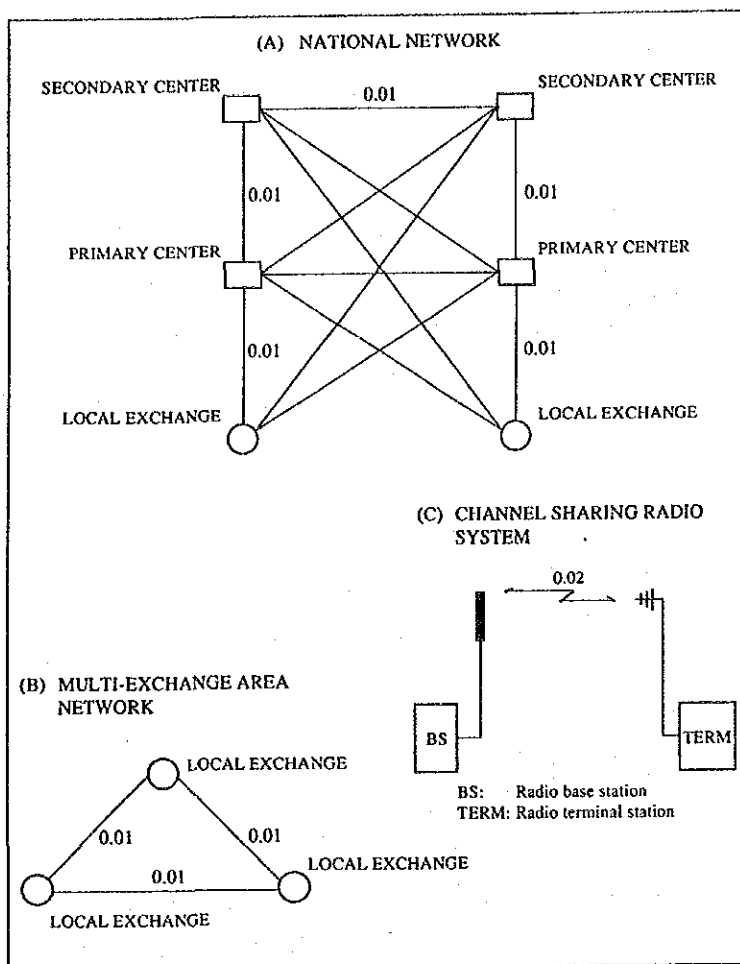 (A) NATIONAL NETWORK
SECONDARY CENTER
SECONDARY CENTER
0.01
0.01
0.01
PRIMARY CENTER
PRIMARY CENTER
0.01
0.01
LOCAL EXCHANGE
LOCAL EXCHANGE
(C) CHANNEL SHARING RADIO
SYSTEM
0.02
BS
TERM
BS: Radio base station
TERM: Radio terminal station
(B) MULTI-EXCHANGE AREA
NETWORK
LOCAL EXCHANGE
0.01
0.01
0.01
LOCAL EXCHANGE
LOCAL EXCHANGE